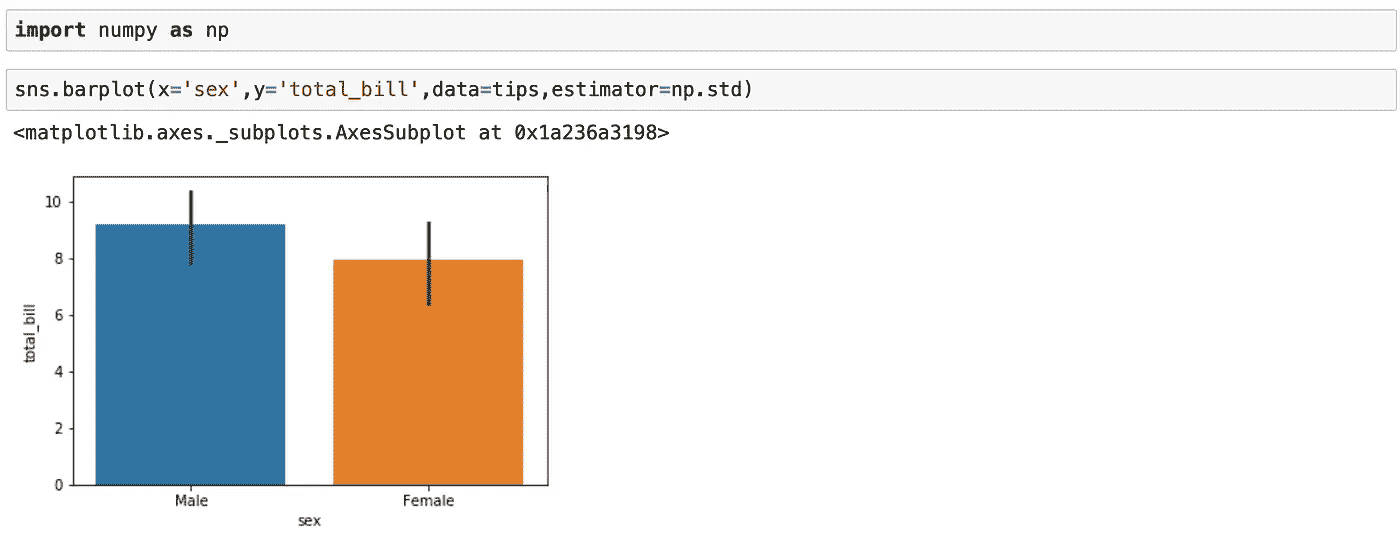 import numpy as np
sns.barplot(x='sex',y='total_bill',data=tips,estimator=np.std)
<matplotlib.axes._subplots.AxesSubplot at 0x1a236a3198>
10
8
6
4
2
0
total_bill
Male Female
sex